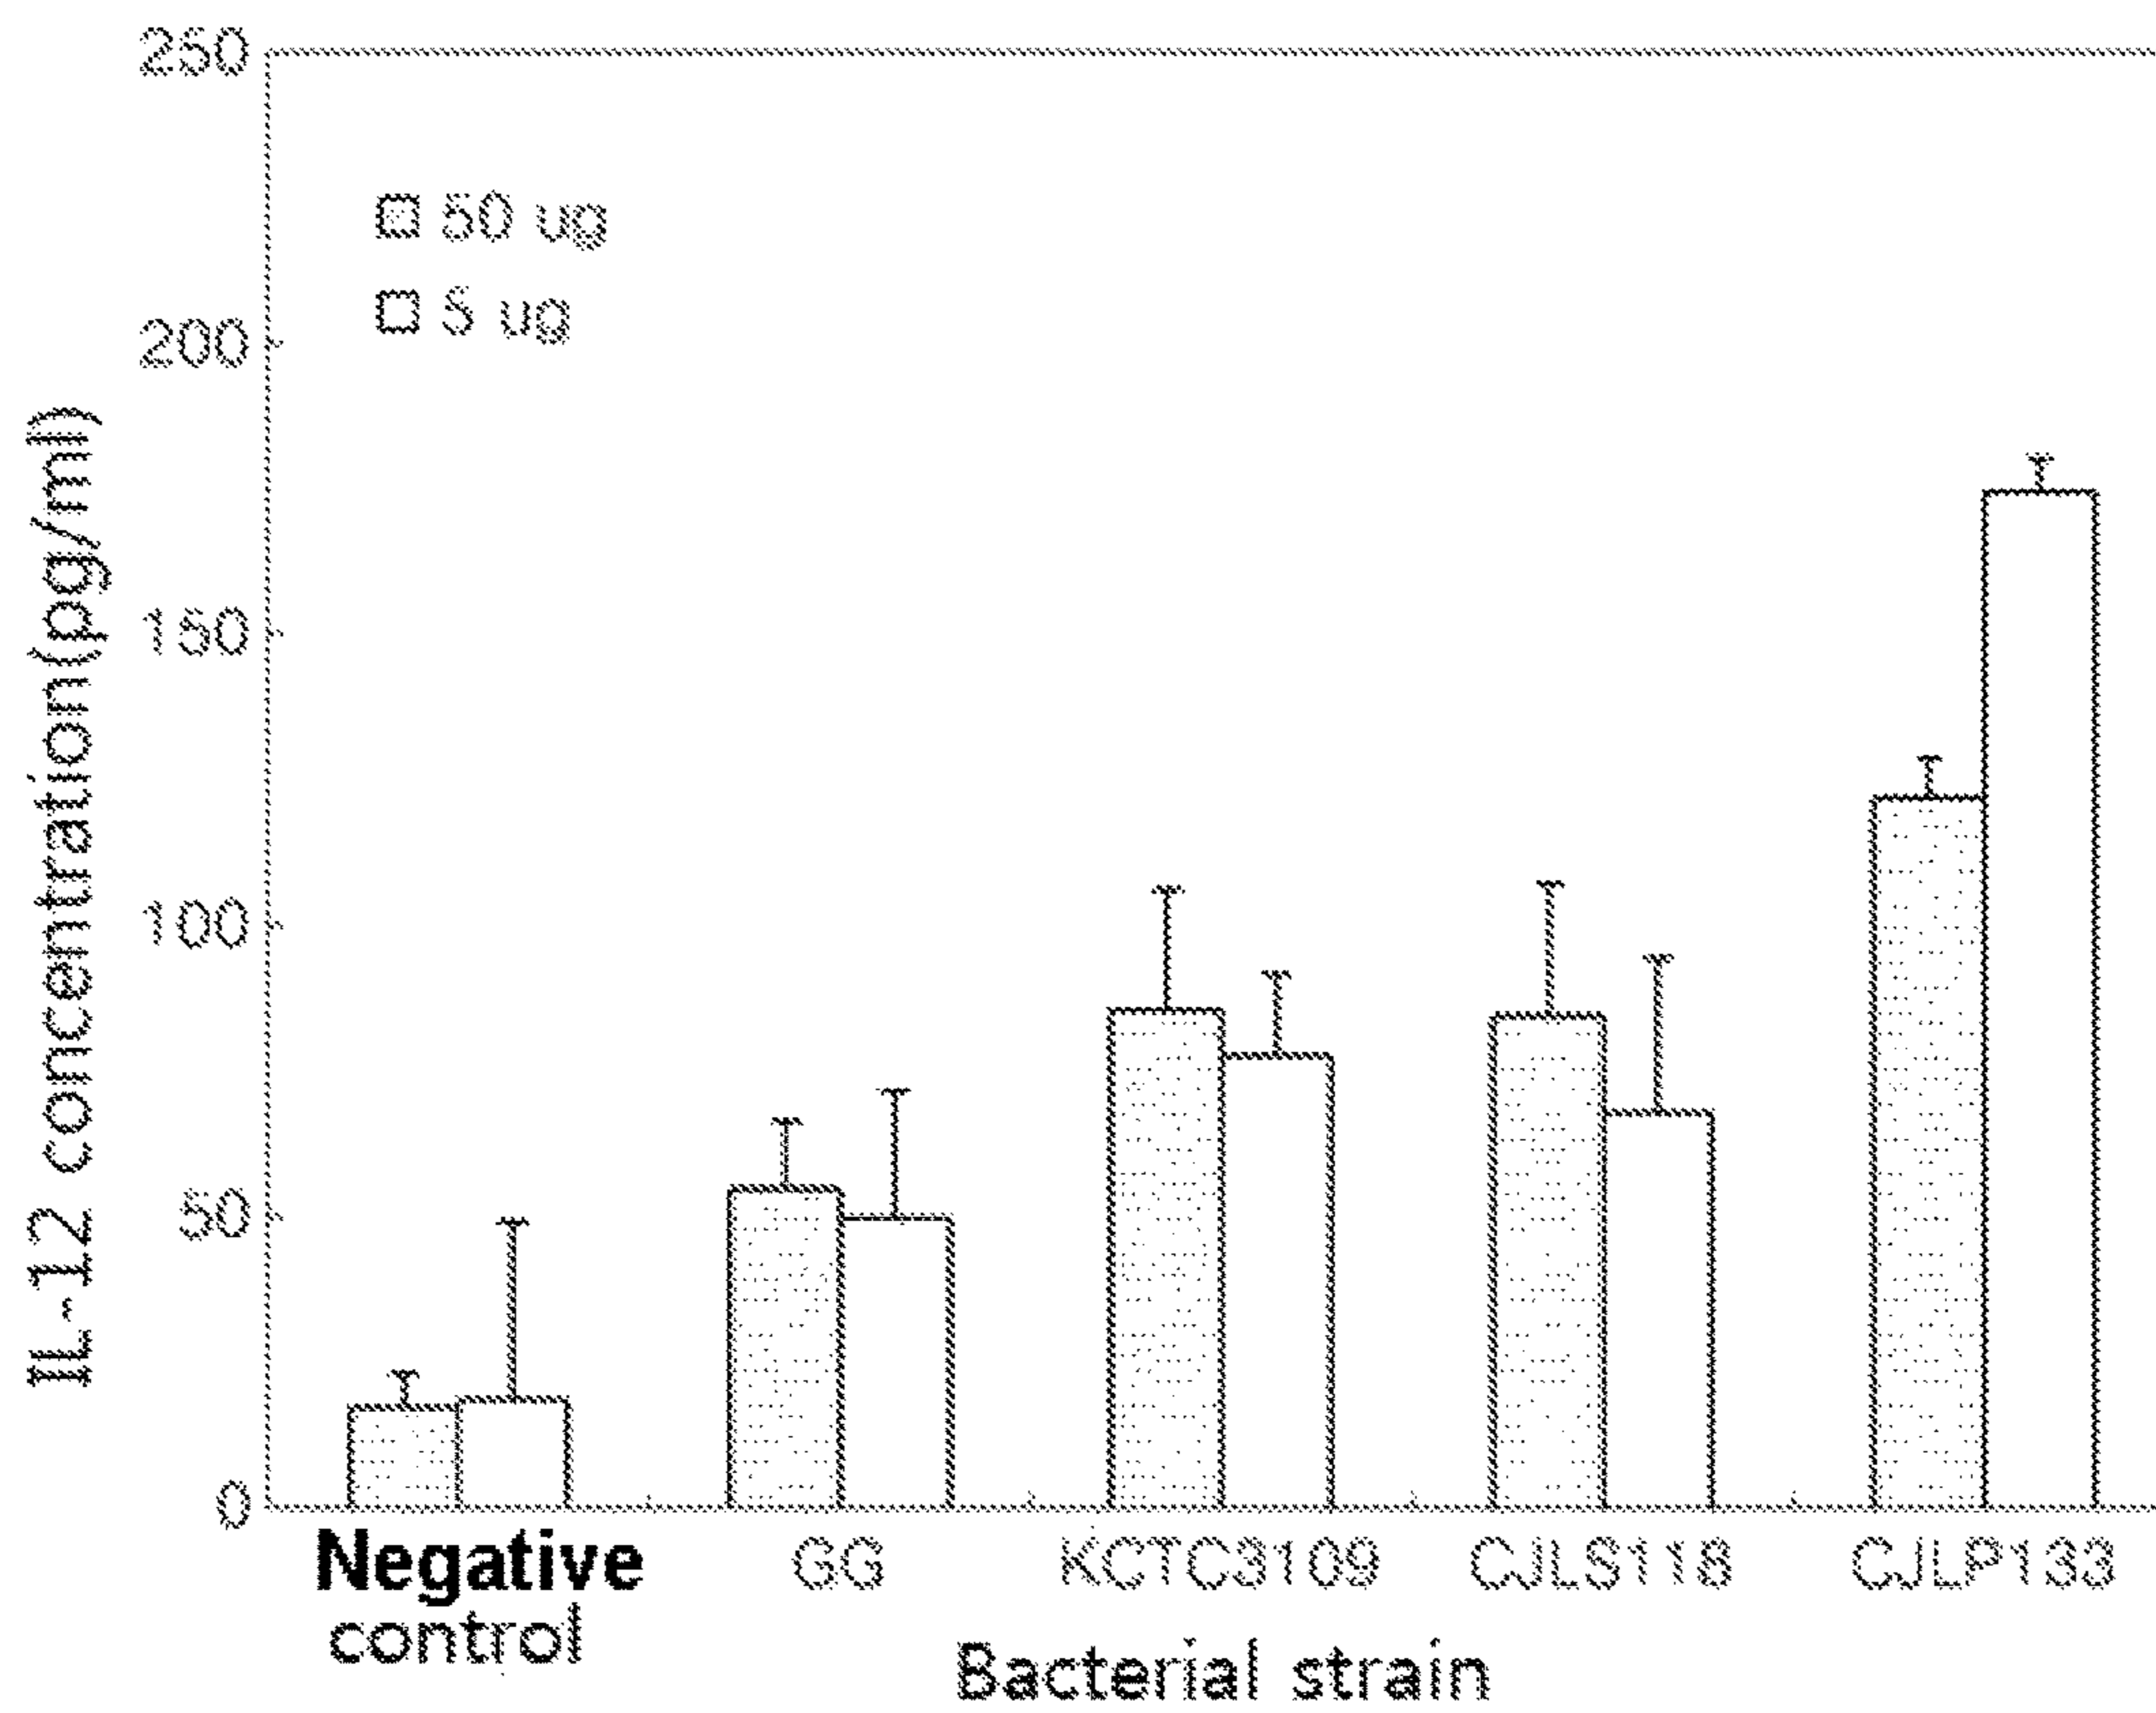 250
50 ug
5 ug
200
150
100
50
0
IL-12 concentration(pg/ml)
Negative
control
GG
KCTC3109
CJLS118
CJLP133
Bacterial strain